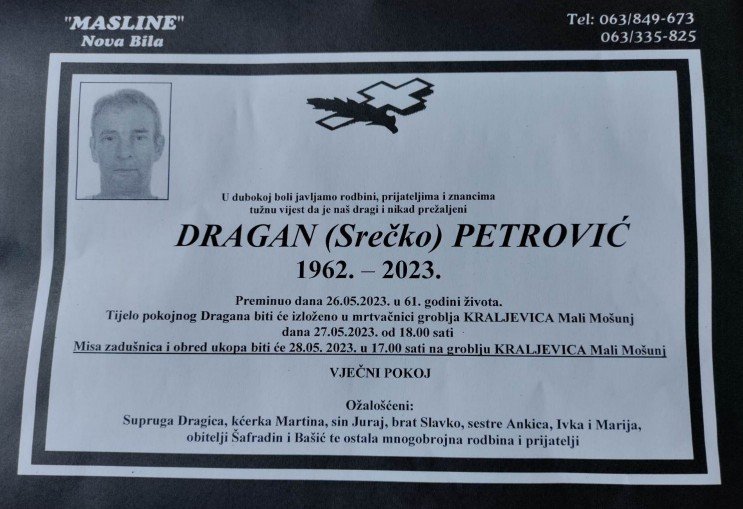 "MASLINE"
Nova Bila
Tel: 063/849-673
063/335-825
U dubokoj boli javljamo rodbini, prijateljima i znancima
tužnu vijest da je naš dragi i nikad prežaljeni
DRAGAN (Srečko) PETROVIĆ
1962. – 2023.
Preminuo dana 26.05.2023. u 61. godini života.
Tijelo pokojnog Dragana biti će izloženo u mrtvačnici groblja KRALJEVICA Mali Mošunj
dana 27.05.2023. od 18.00 sati
Misa zadušnica i obred ukopa biti će 28.05. 2023. u 17.00 sati na groblju KRALJEVICA Mali Mošunj
VJEČNI POKOJ
Ožalošćeni:
Supruga Dragica, kćerka Martina, sin Juraj, brat Slavko, sestre Ankica, Ivka i Marija,
obitelji Šafradin i Bašić te ostala mnogobrojna rodbina i prijatelji